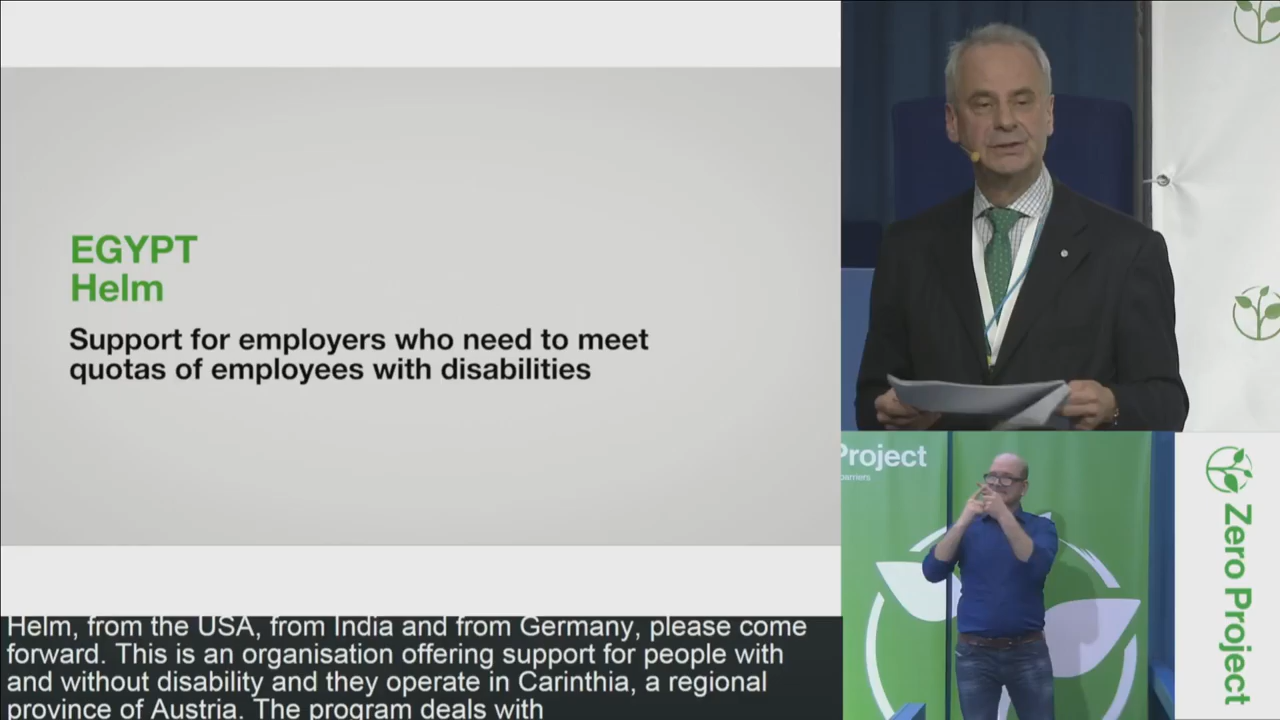 EGYPT
Helm
Support for employers who need to meet
quotas of employees with disabilities
Helm, from the USA, from India and from Germany, please come
forward. This is an organisation offering support for people with
and without disability and they operate in Carinthia, a regional
province of Austria. The program deals with
Project
barriers
Zero Project